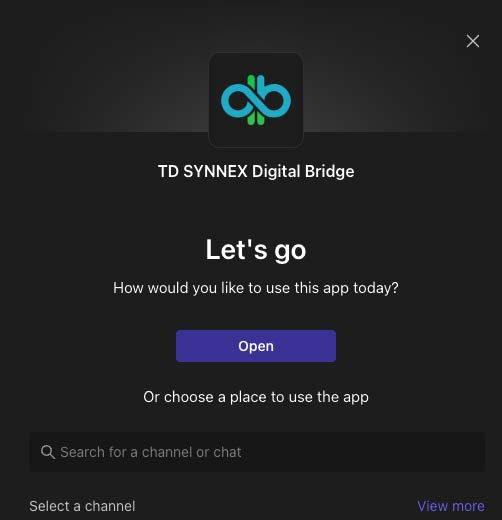 TD SYNNEX Digital Bridge
Let's go
How would you like to use this app today?
Open
Or choose a place to use the app
Search for a channel or chat
Select a channel
View more